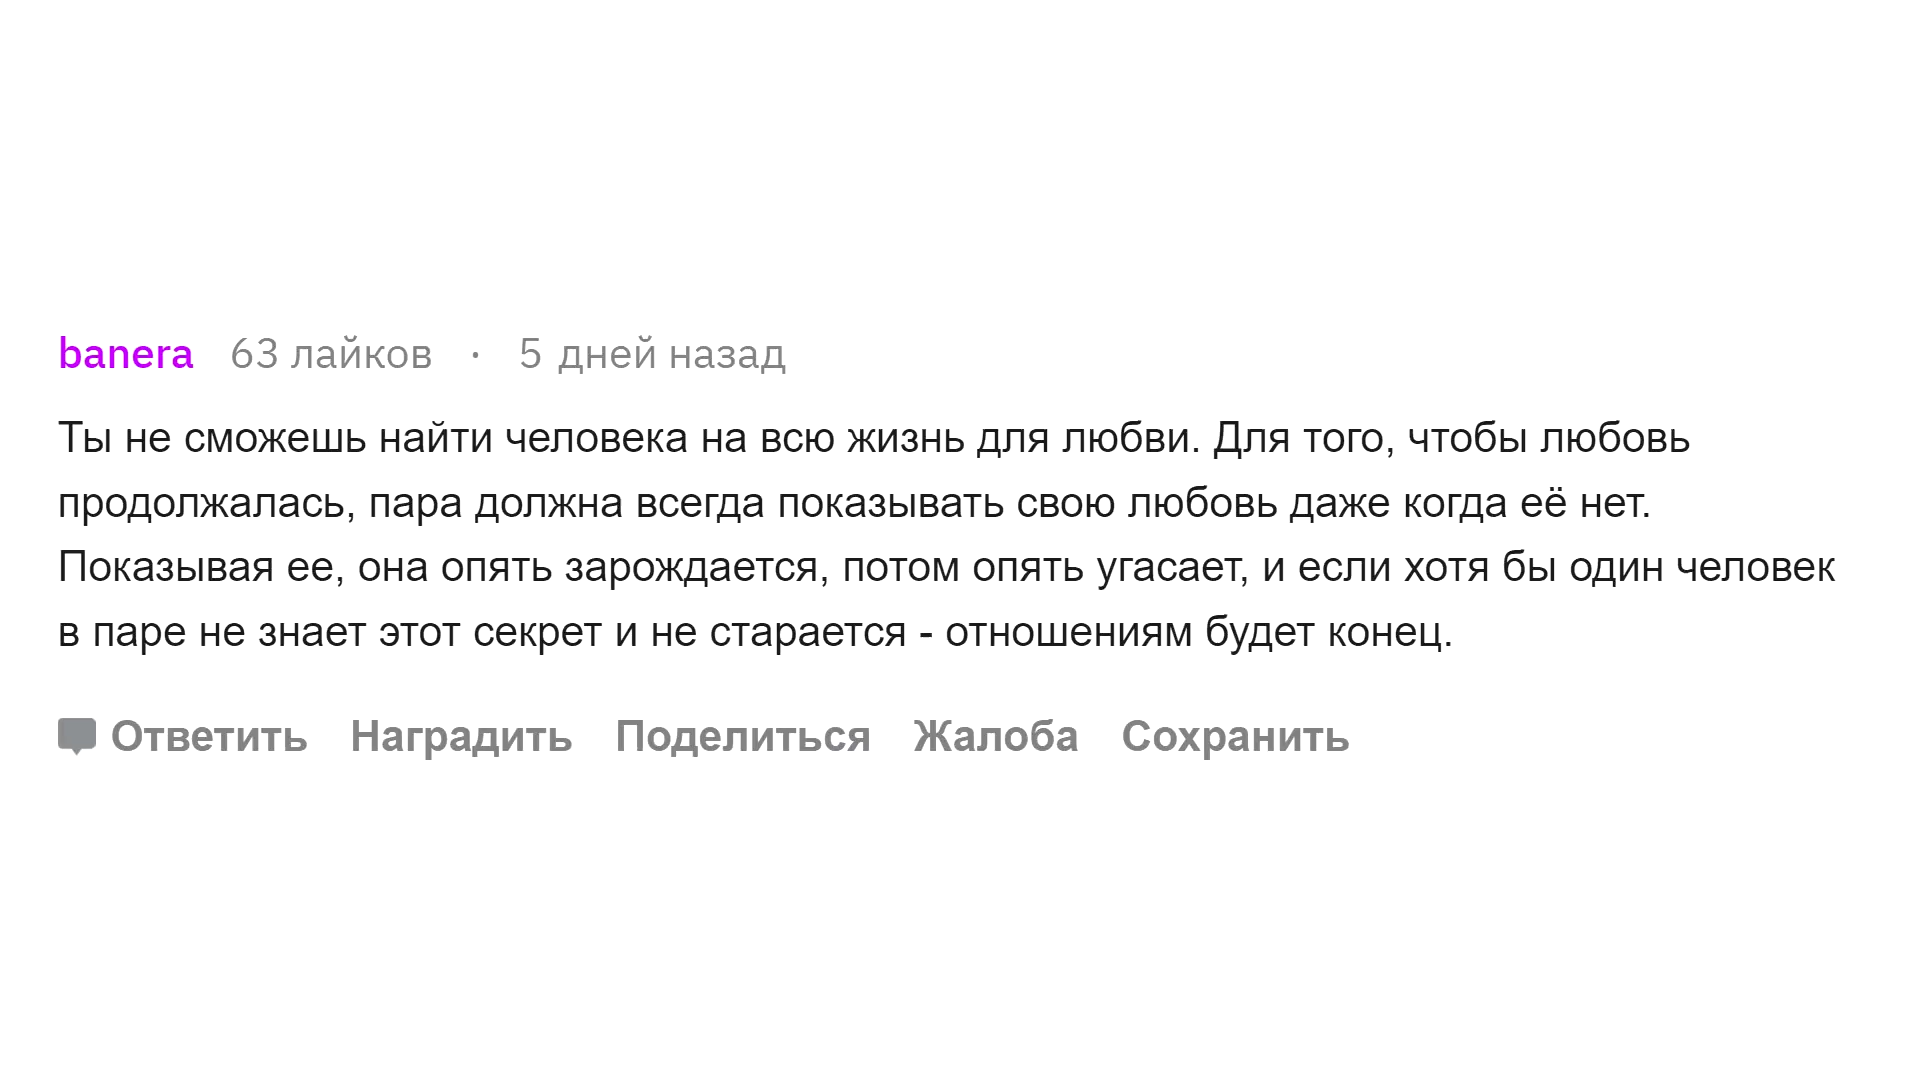 banera 63 лайков · 5 дней назад
Ты не сможешь найти человека на всю жизнь для любви. Для того, чтобы любовь
продолжалась, пара должна всегда показывать свою любовь даже когда её нет.
Показывая ее, она опять зарождается, потом опять угасает, и если хотя бы один человек
в паре не знает этот секрет и не старается - отношениям будет конец.
Ответить Наградить Поделиться Жалоба Сохранить